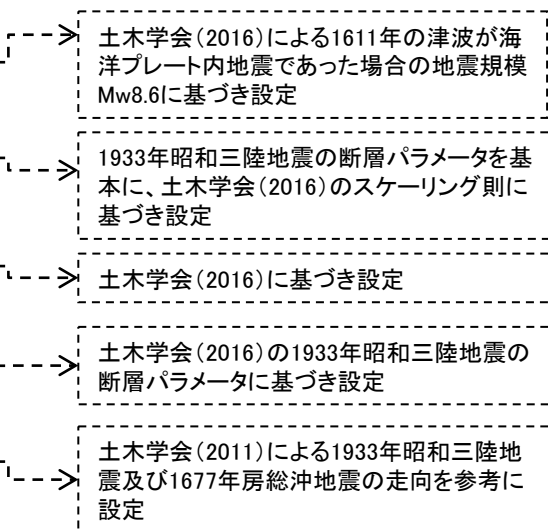 土木学会(2016)による1611年の津波が海
洋プレート内地震であった場合の地震規模
Mw8.6に基づき設定
1933年昭和三陸地震の断層パラメータを基
本に、土木学会(2016)のスケーリング則に
基づき設定
土木学会(2016)に基づき設定
土木学会(2016)の1933年昭和三陸地震の
断層パラメータに基づき設定
土木学会(2011)による1933年昭和三陸地
震及び1677年房総沖地震の走向を参考に
設定